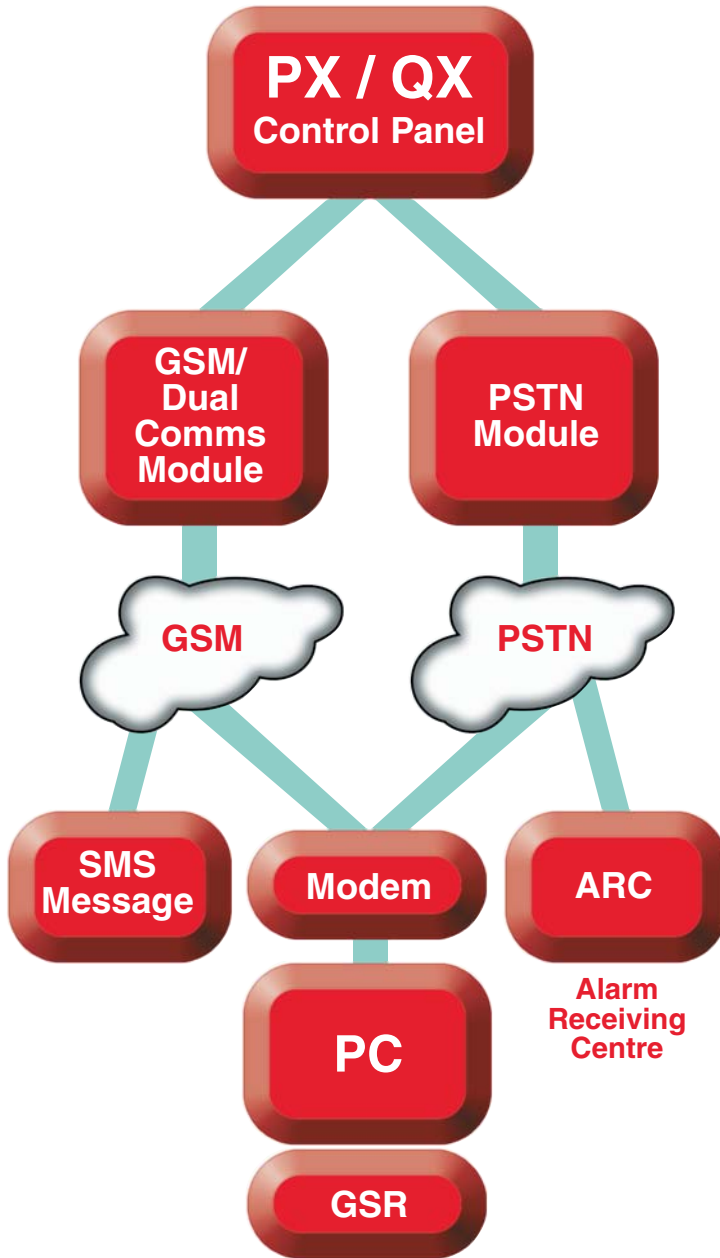 PX / QX
Control Panel
GSM/
Dual
Comms
Module
PSTN
Module
GSM
PSTN
SMS
Message
Modem
ARC
Alarm
Receiving
Centre
PC
GSR